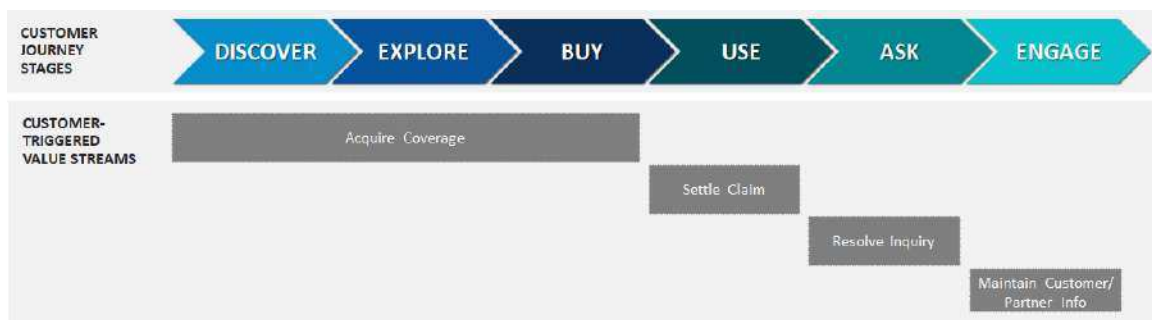 CUSTOMER
JOURNEY
STAGES
DISCOVER
EXPLORE
BUY
USE
ASK
ENGAGE
CUSTOMER-
TRIGGERED
VALUE STREAMS
Acquire Coverage
Settle Claim
Resolve Inquiry
Maintain Customer/
Partner Info